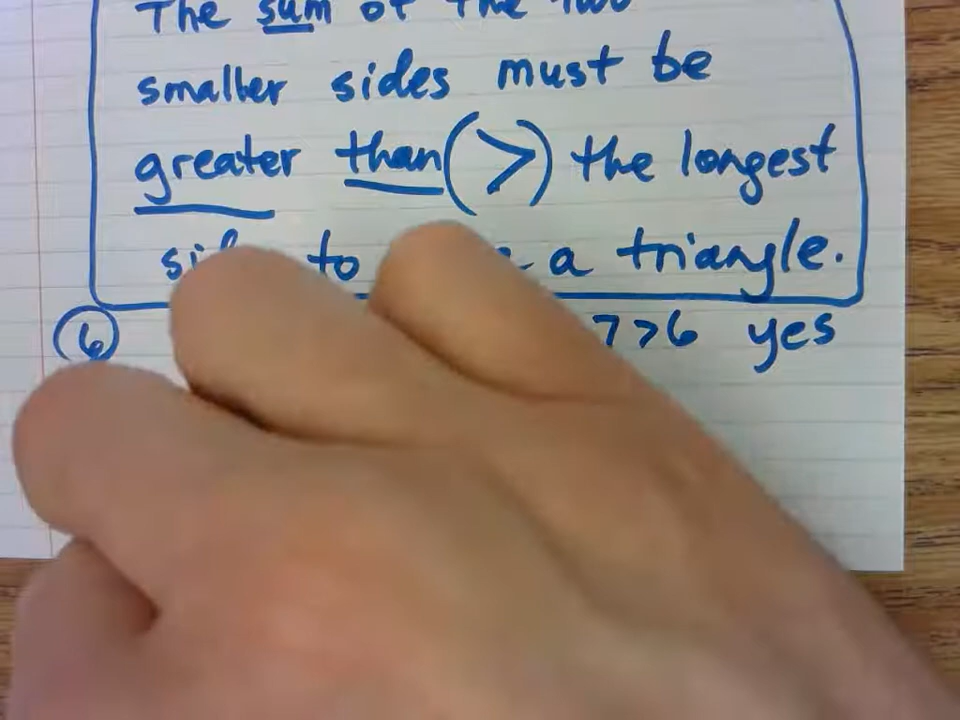 The sum of the two
smaller sides must be
greater than (>) the longest
to a triangle.
6 7>6 yes